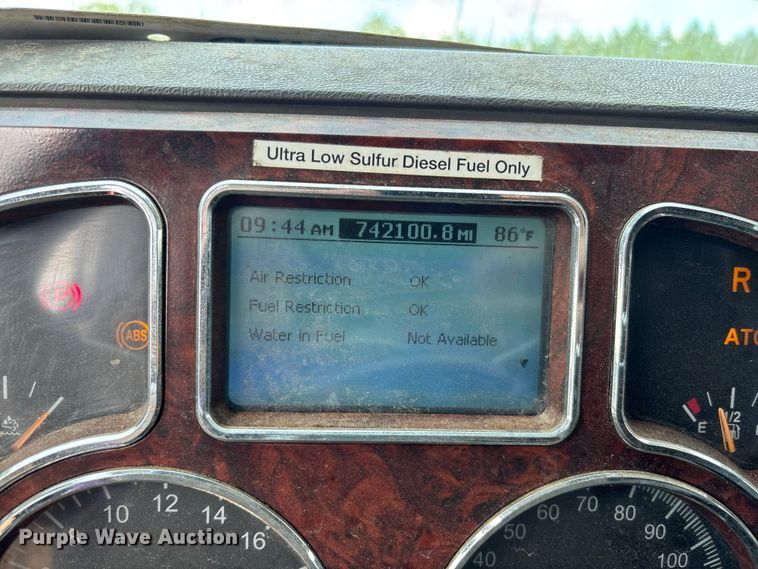 Ultra Low Sulfur Diesel Fuel Only
09:44 AM 742100.8 MI 86°F
Air Restriction OK
Fuel Restriction OK
Water in Fuel Not Available
(P)
ABS
R
ATC
E 1/2
10 12 14 16
40 50 60 70 80 90 100
Purple Wave Auction